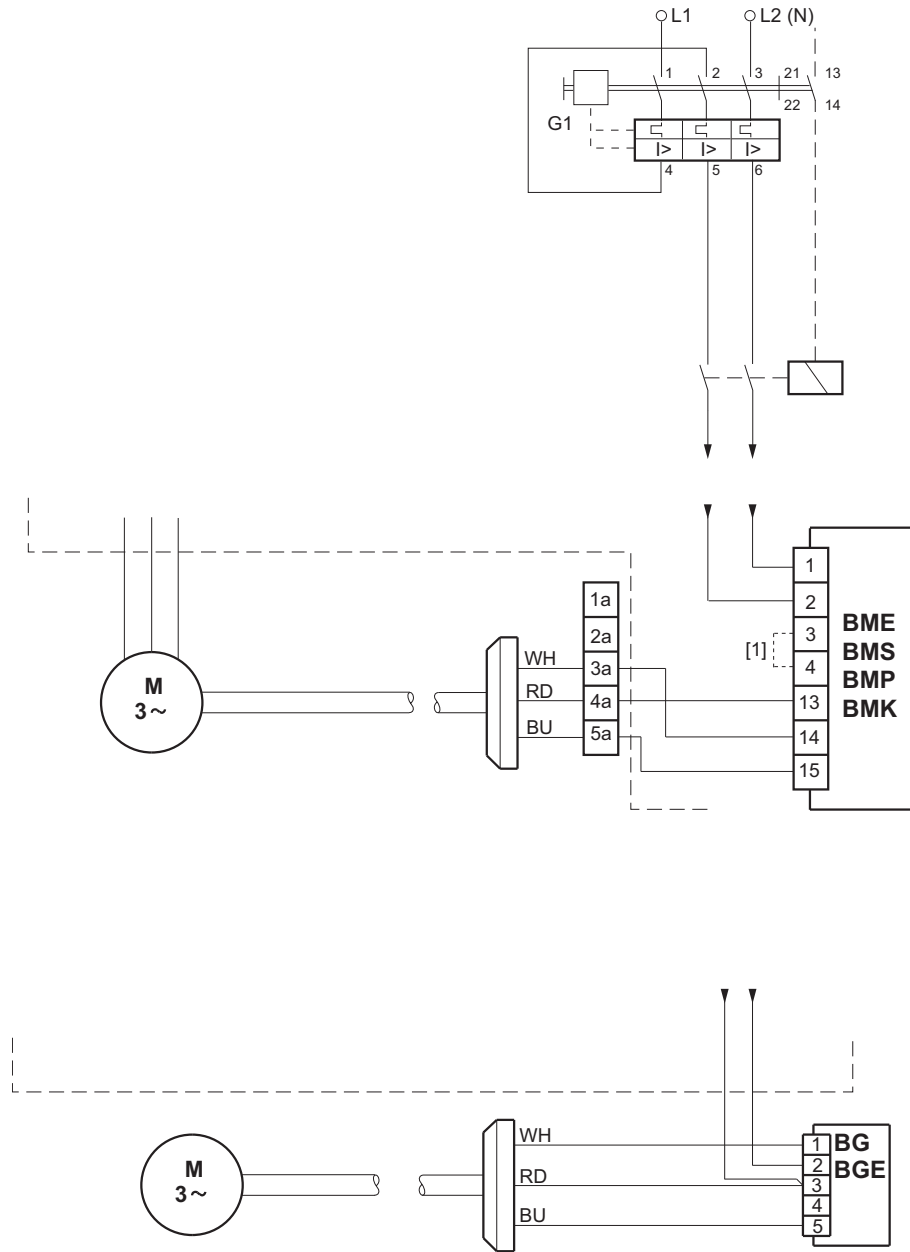 L1
L2 (N)
1
2
3
21
13
22
14
G1
I>
I>
I>
4
5
6
1
2
3
4
13
14
15
[1]
BME
BMS
BMP
BMK
1a
2a
3a
4a
5a
WH
RD
BU
M
3~
M
3~
WH
RD
BU
1
2
3
4
5
BG
BGE